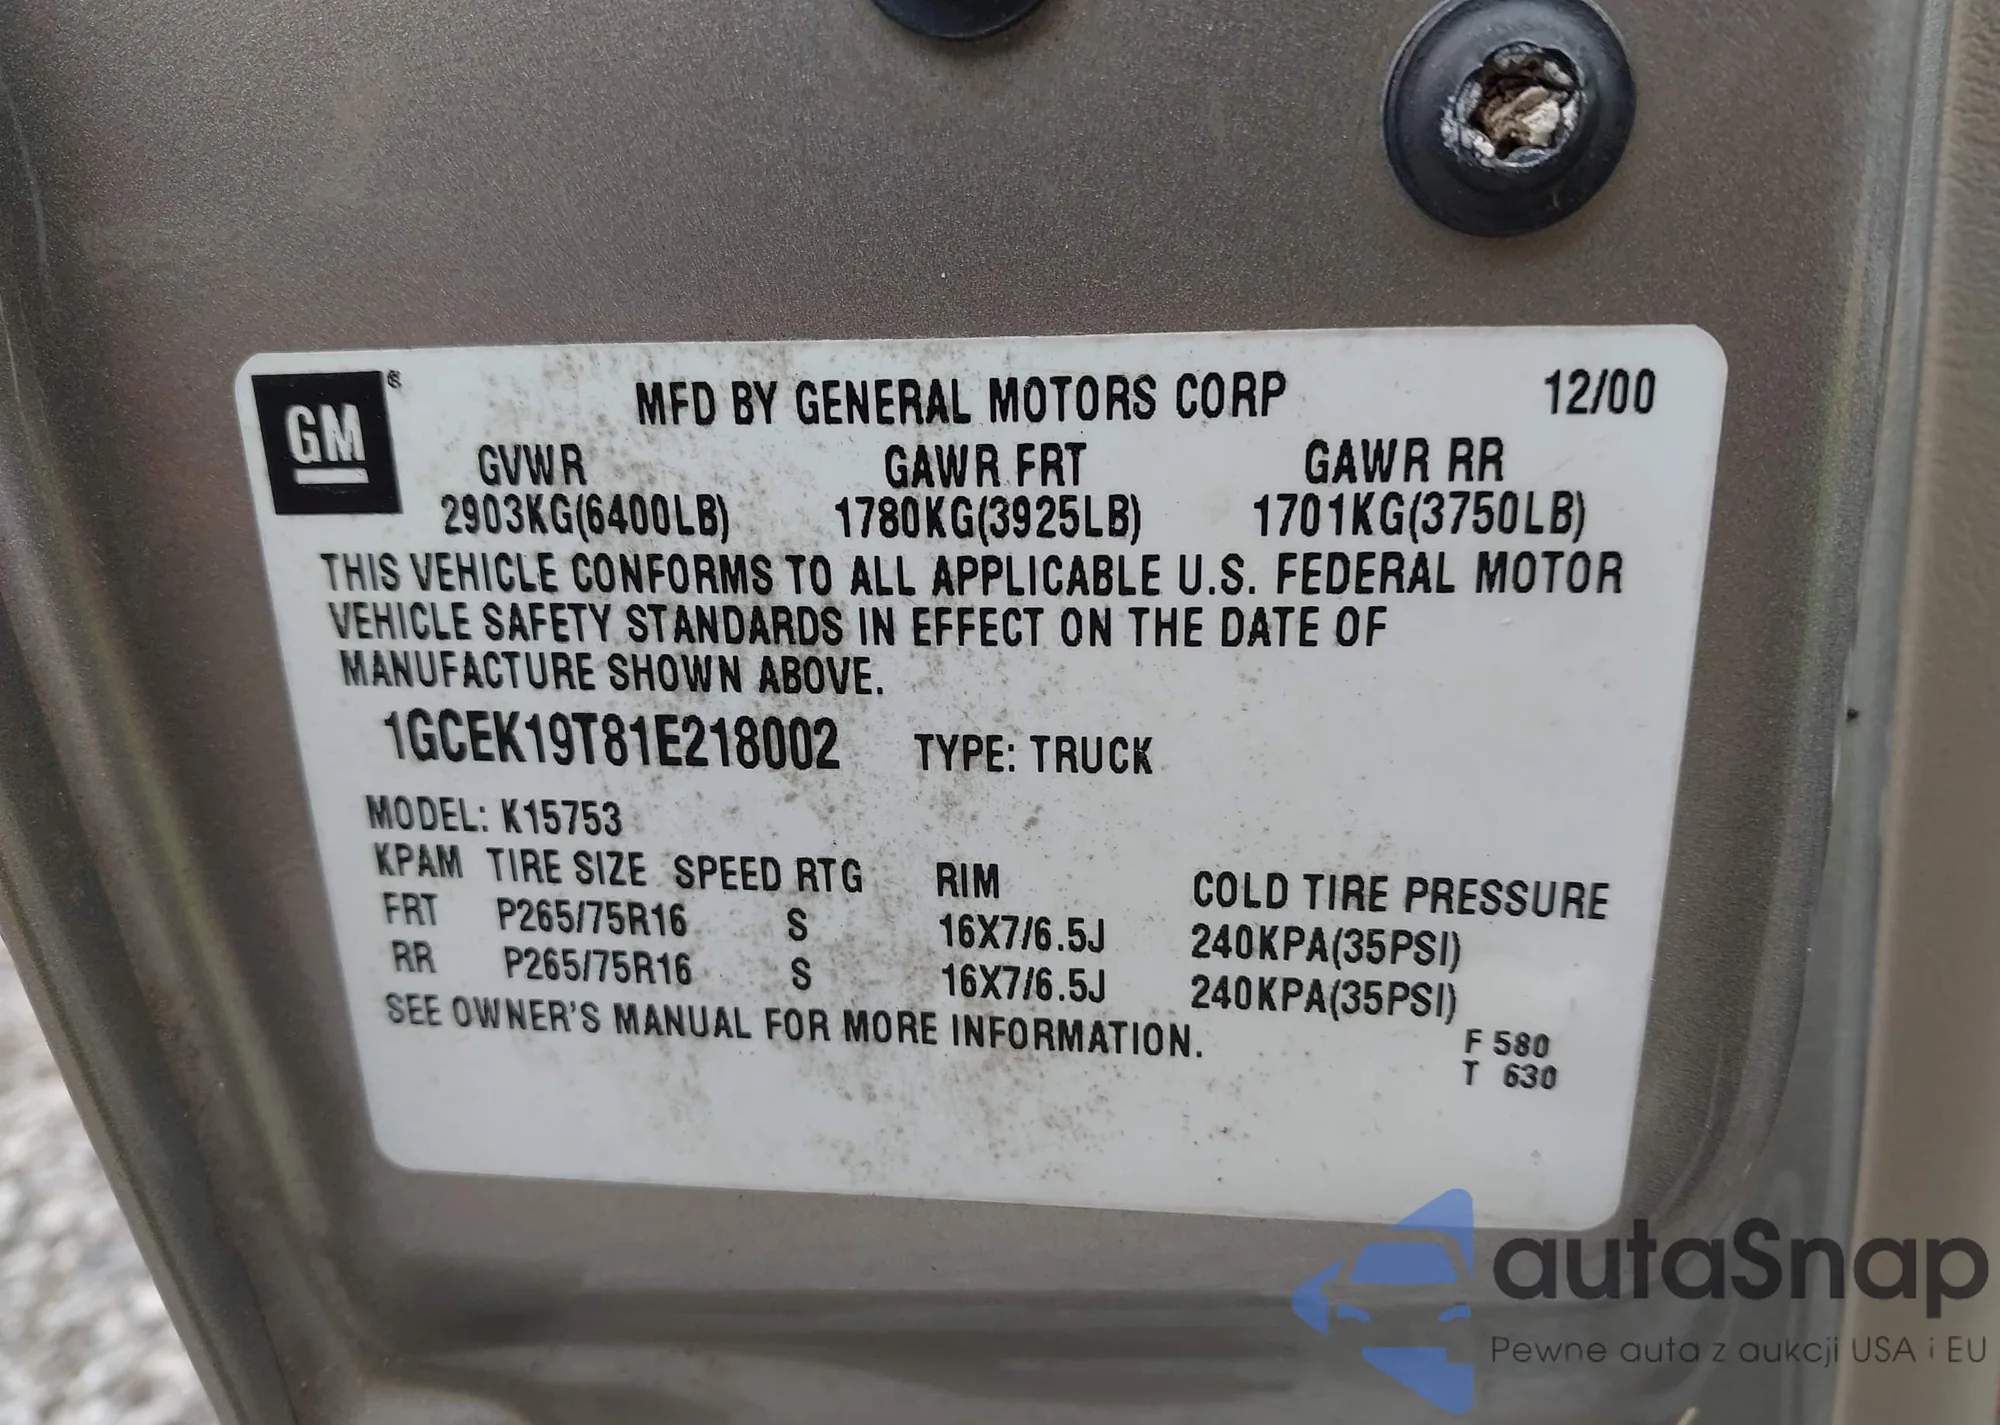 GM®
MFD BY GENERAL MOTORS CORP 12/00
GVWR GAWR FRT GAWR RR
2903KG(6400LB) 1780KG(3925LB) 1701KG(3750LB)
THIS VEHICLE CONFORMS TO ALL APPLICABLE U.S. FEDERAL MOTOR
VEHICLE SAFETY STANDARDS IN EFFECT ON THE DATE OF
MANUFACTURE SHOWN ABOVE.
1GCEK19T81E218002 TYPE: TRUCK
MODEL: K15753
KPAM TIRE SIZE SPEED RTG RIM COLD TIRE PRESSURE
FRT P265/75R16 S 16X7/6.5J 240KPA(35PSI)
RR P265/75R16 S 16X7/6.5J 240KPA(35PSI)
SEE OWNER'S MANUAL FOR MORE INFORMATION.
F 580
T 630
autaSnap
Pewne auta z aukcji USA i EU